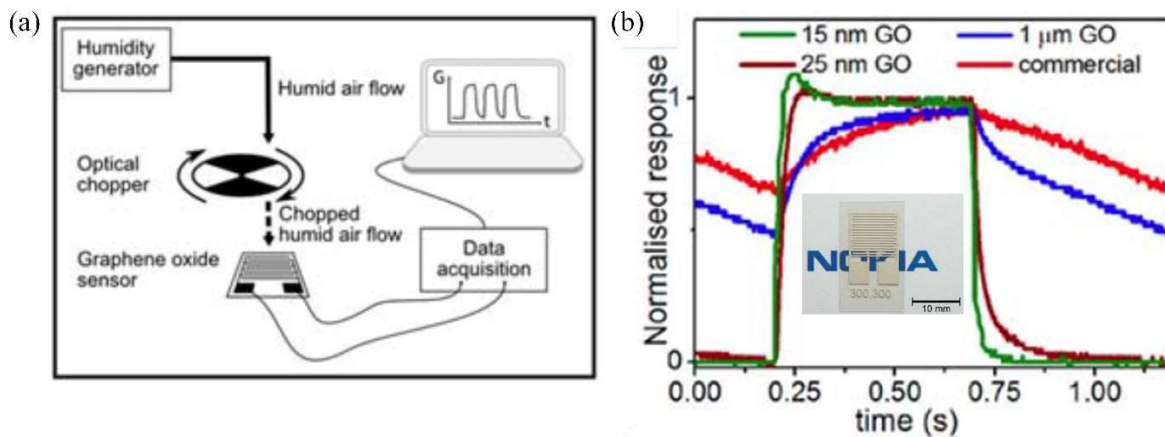 (a)
Humidity
generator
Humid air flow
G
t
Optical
chopper
Chopped
humid air flow
Graphene oxide
sensor
Data
acquisition
(b)
15 nm GO
1 μm GO
25 nm GO
commercial
Normalised response
1
0
NOKIA
300,300
10 mm
0.00 0.25 0.50 0.75 1.00
time (s)